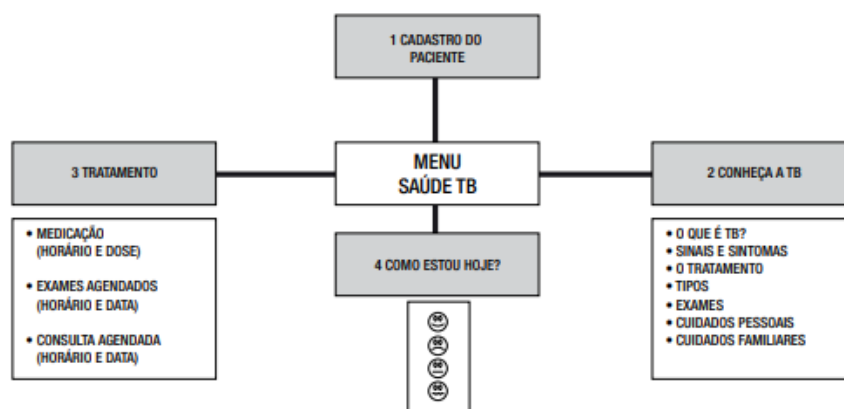 1 CADASTRO DO
PACIENTE
MENU
SAÚDE TB
3 TRATAMENTO
2 CONHEÇA A TB
• MEDICAÇÃO
(HORÁRIO E DOSE)
• EXAMES AGENDADOS
(HORÁRIO E DATA)
• CONSULTA AGENDADA
(HORÁRIO E DATA)
4 COMO ESTOU HOJE?
• O QUE É TB?
• SINAIS E SINTOMAS
• O TRATAMENTO
• TIPOS
• EXAMES
• CUIDADOS PESSOAIS
• CUIDADOS FAMILIARES